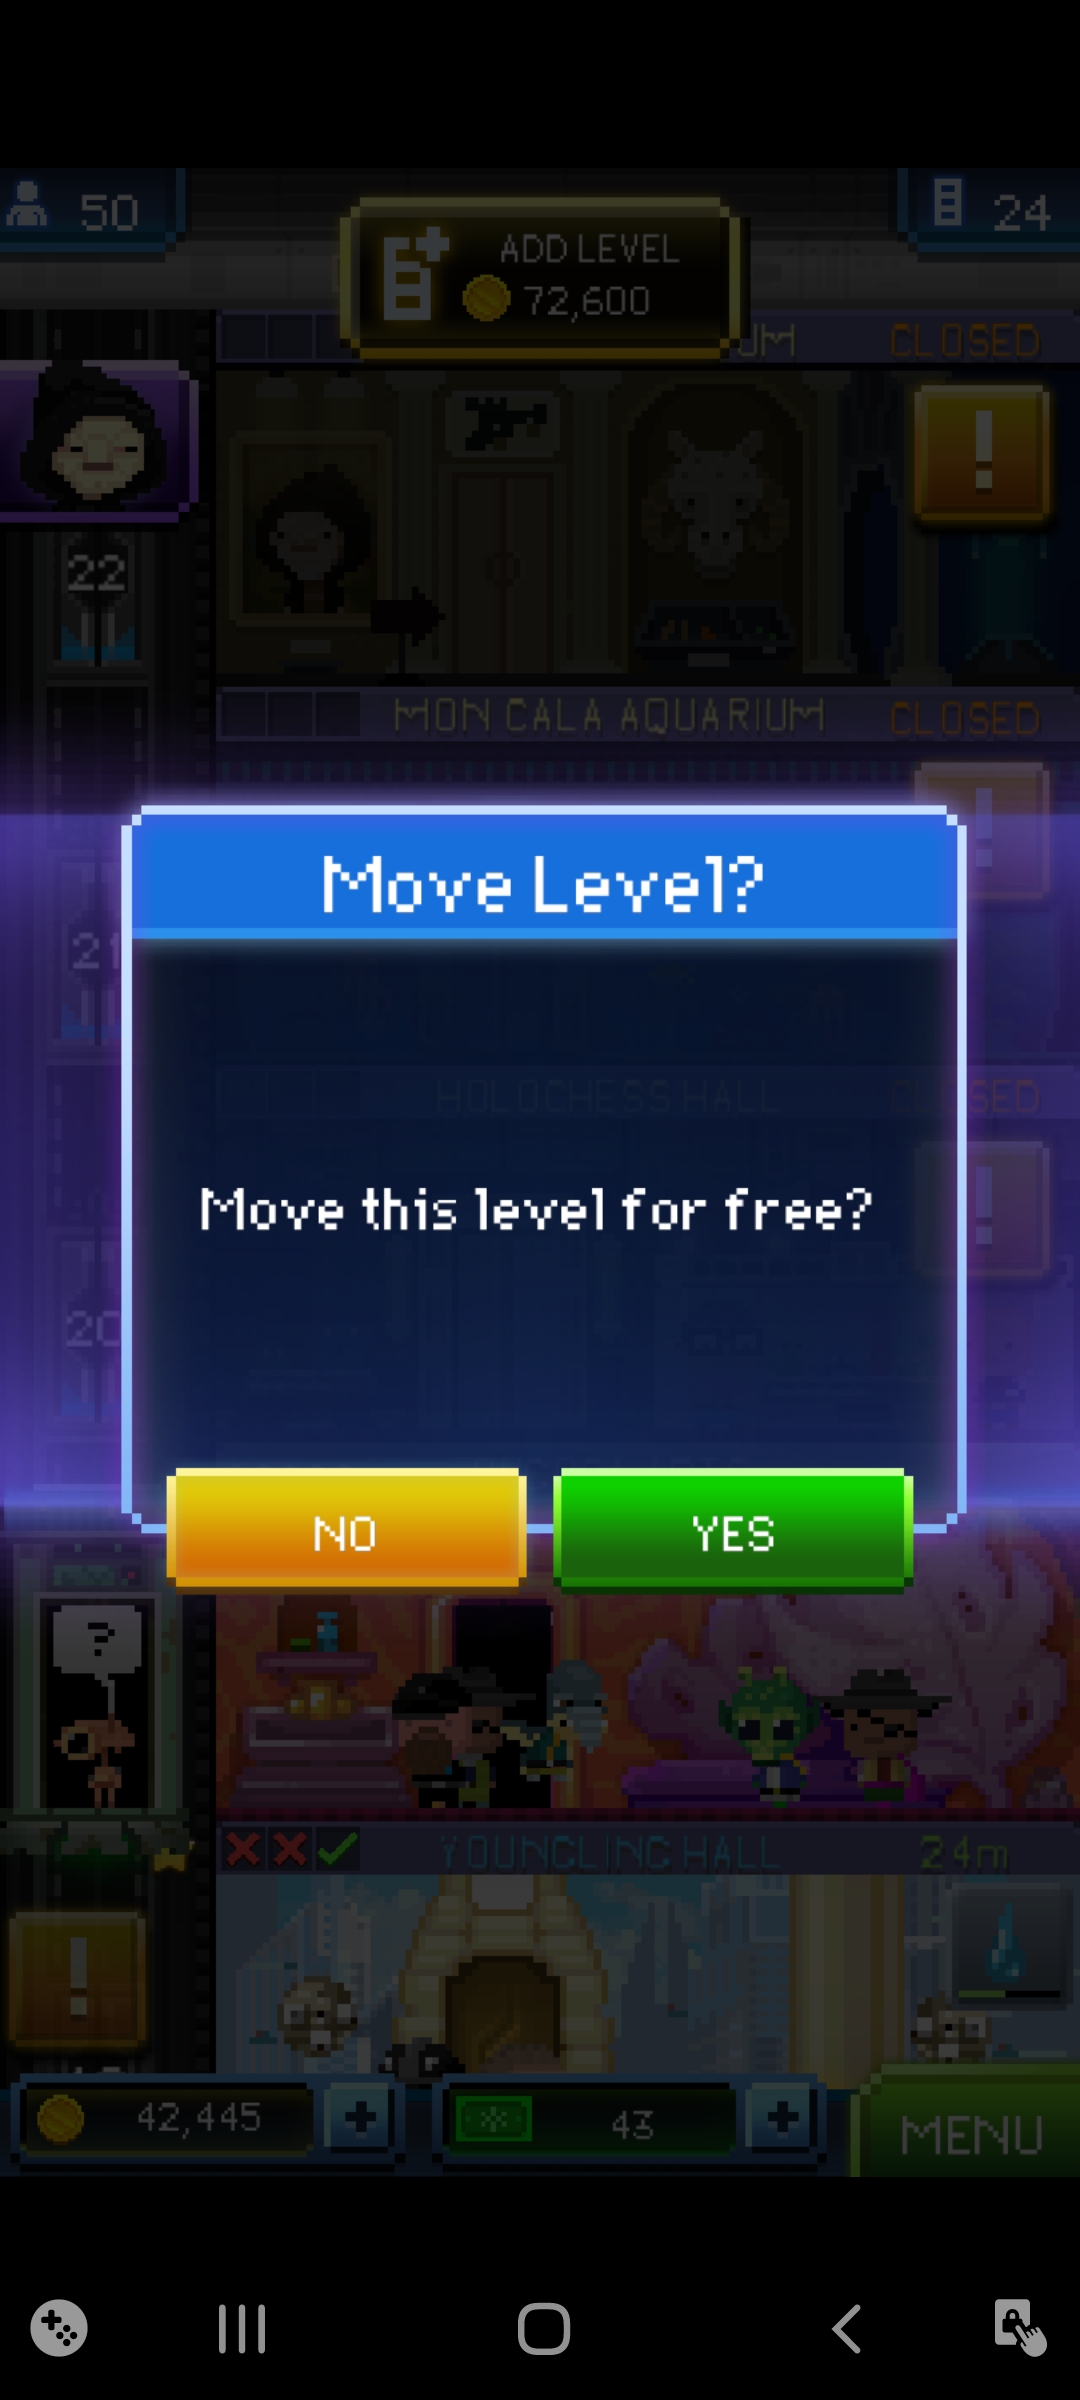 50
24
ADD LEVEL
72,600
UM
CLOSED
22
MON CALA AQUARIUM
CLOSED
Move Level?
21
HOLOCHESS HALL
CLOSED
Move this level for free?
20
NO
YES
?
YOUNGLING HALL
24m
42,445
43
MENU